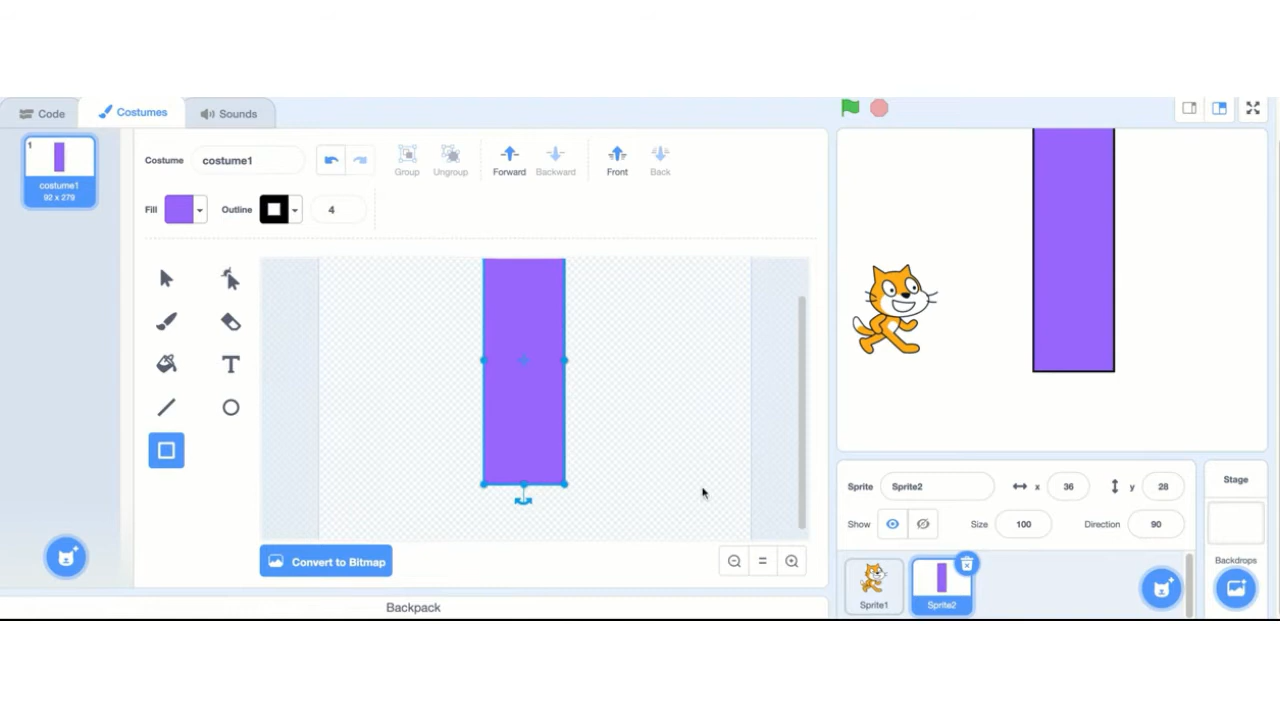 Code Costumes Sounds
1
costume1
92 x 279
Costume costume1
Group Ungroup Forward Backward Front Back
Fill Outline 4
T
Convert to Bitmap
Backpack
Sprite Sprite2 x 36 y 28
Show Size 100 Direction 90
Sprite1 Sprite2
Stage
Backdrops